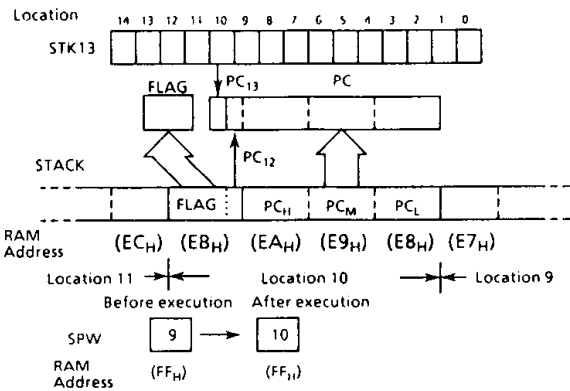 Location 14 13 12 11 10 9 8 7 6 5 4 3 2 1 0
STK13
FLAG PC13 PC
PC12
STACK
FLAG PCH PCM PCL
RAM Address (ECH) (EBH) (EAH) (E9H) (E8H) (E7H)
Location 11 Location 10 Location 9
Before execution After execution
SPW 9 10
RAM Address (FFH) (FFH)